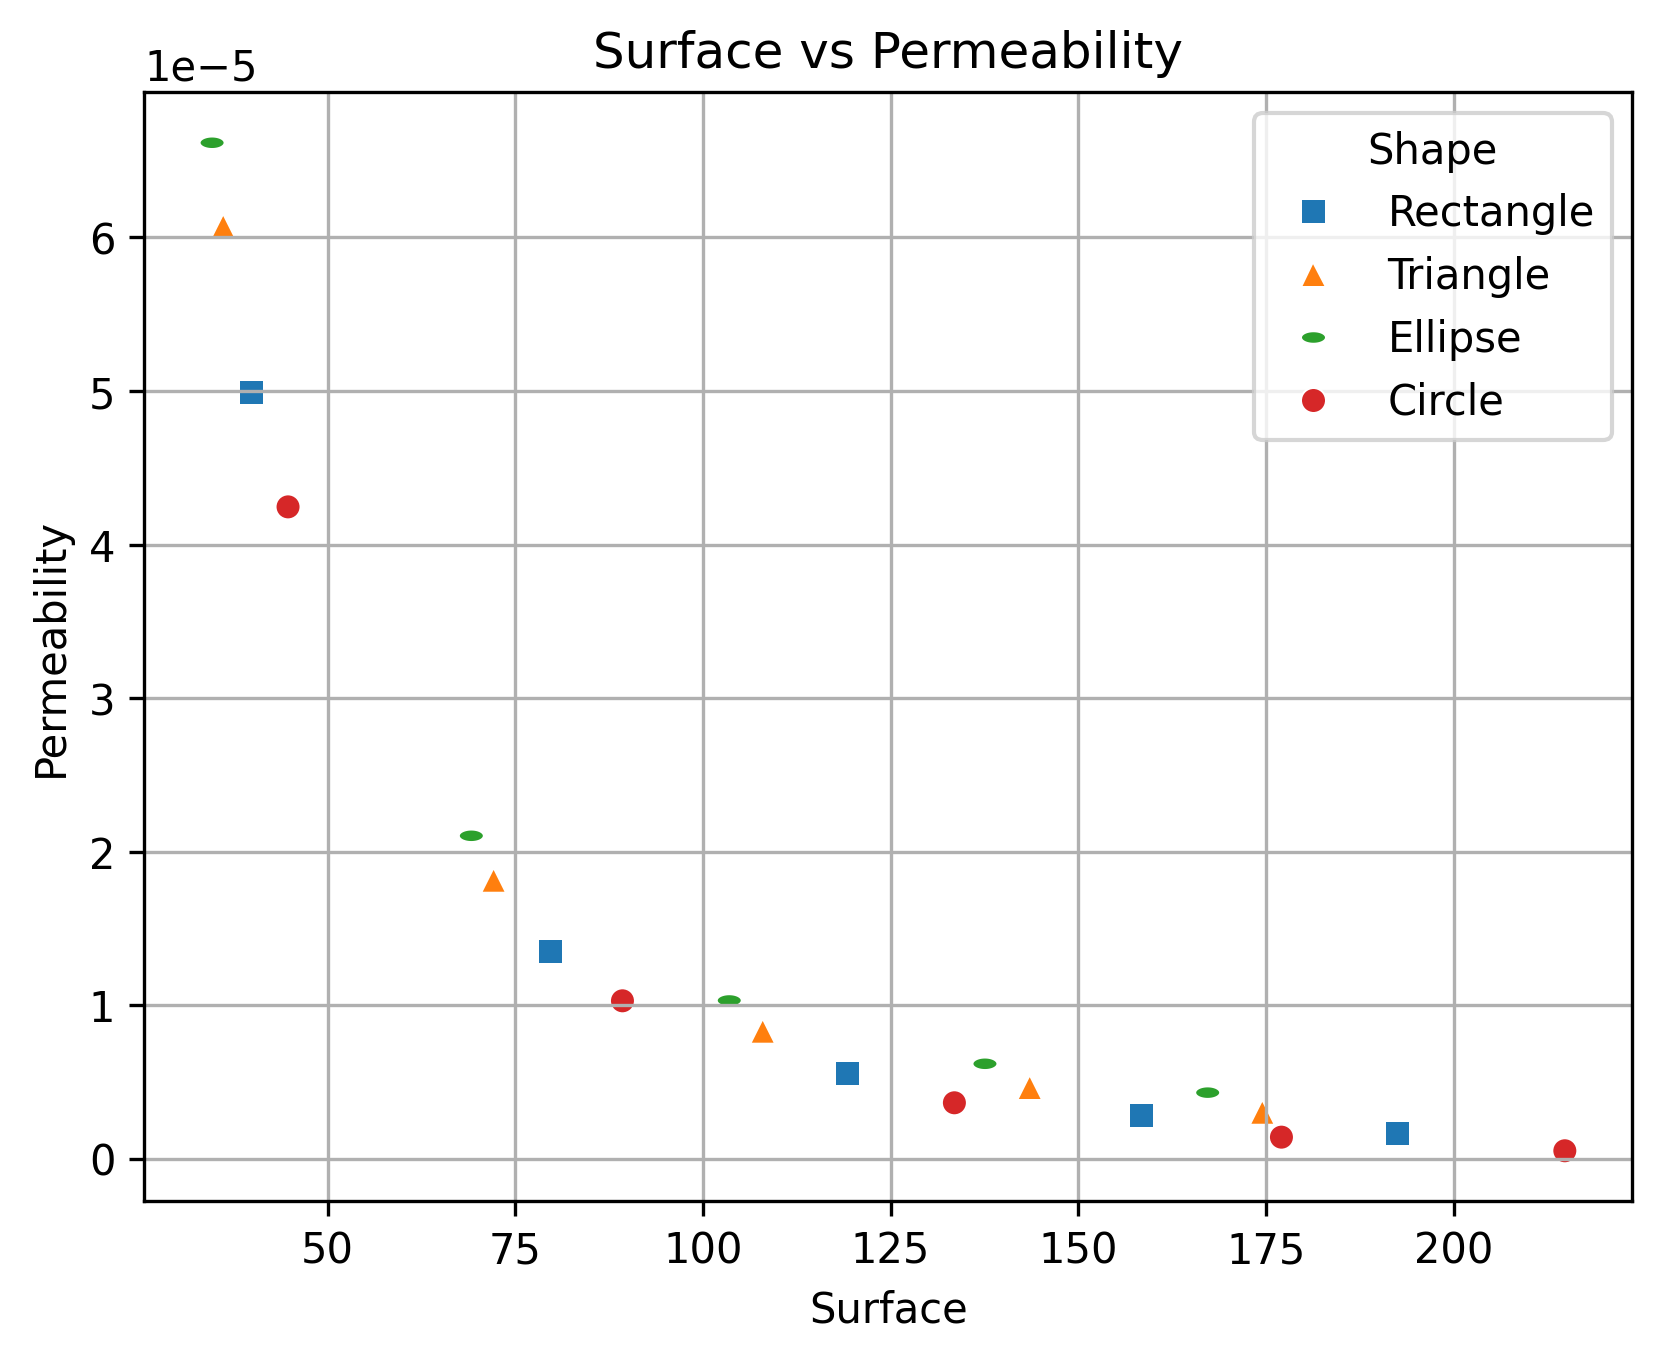 Surface vs Permeability
1e−5
Shape
Rectangle
Triangle
Ellipse
Circle
6
5
4
3
2
1
0
Permeability
50 75 100 125 150 175 200
Surface